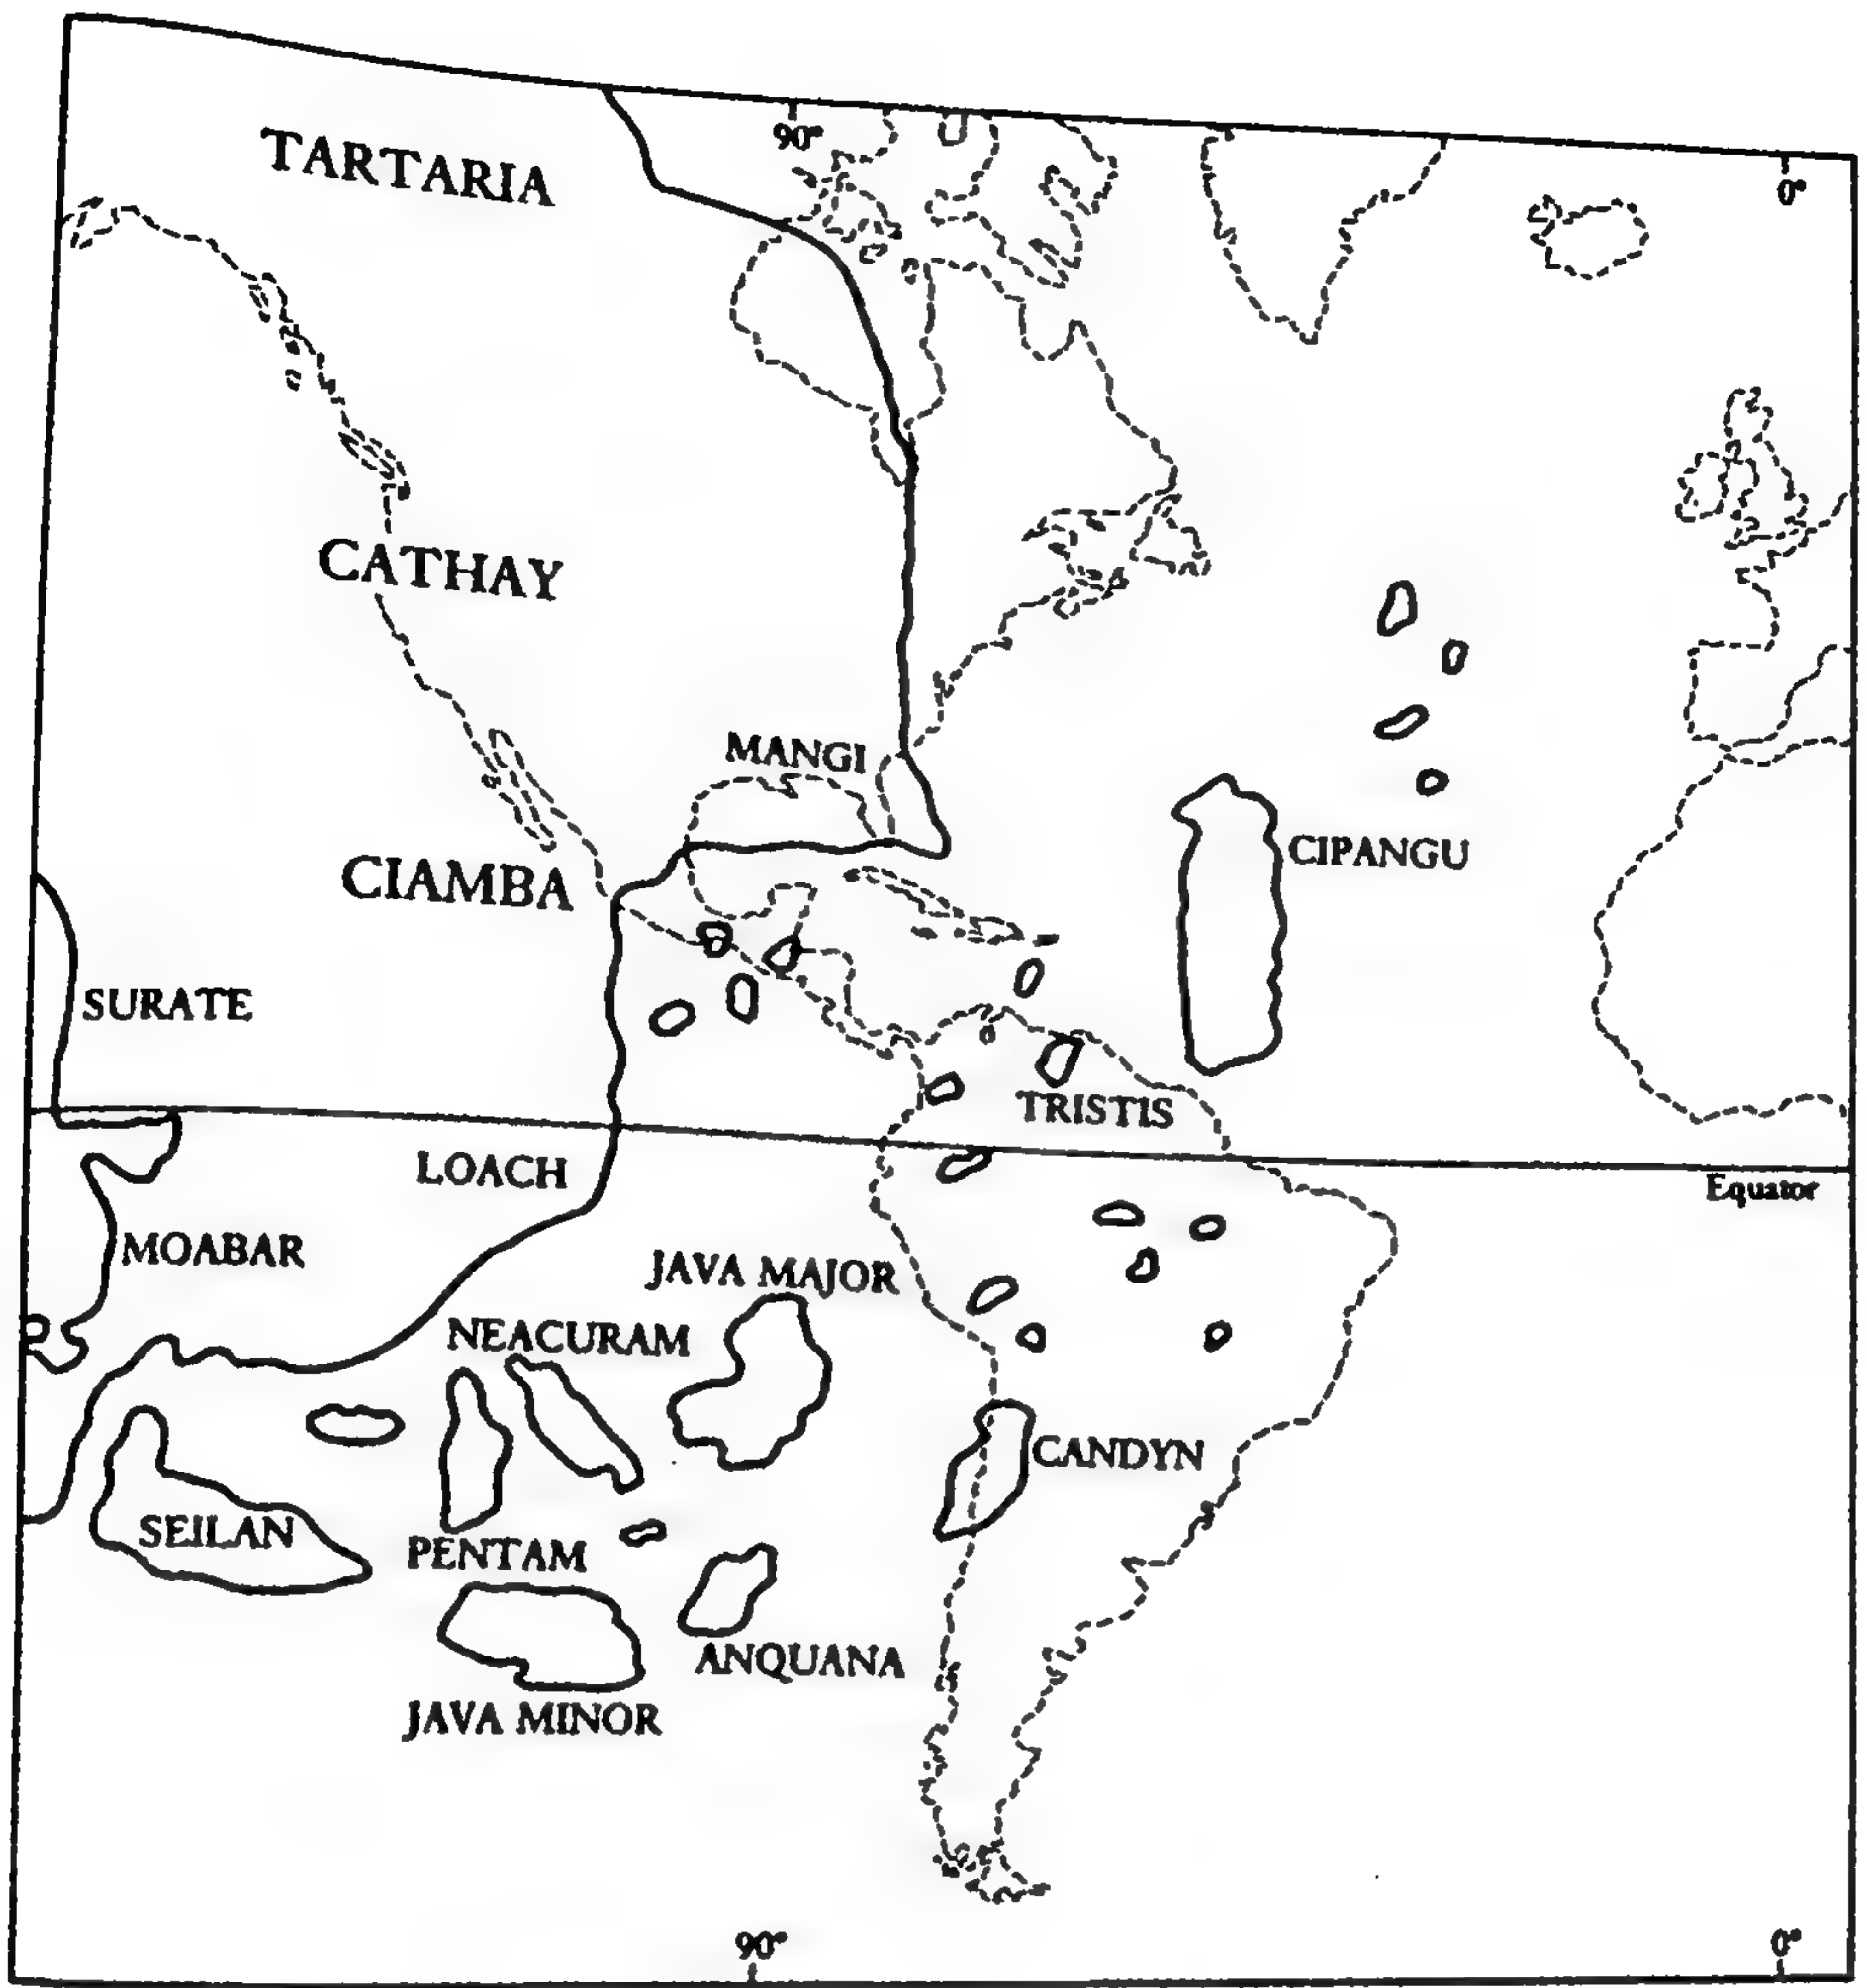 90°
0°
TARTARIA
CATHAY
MANGI
CIPANGU
CIAMBA
SURATE
TRISTIS
LOACH
Equator
MOABAR
JAVA MAJOR
NEACURAM
CANDYN
SEILAN
PENTAM
ANQUANA
JAVA MINOR
90°
0°